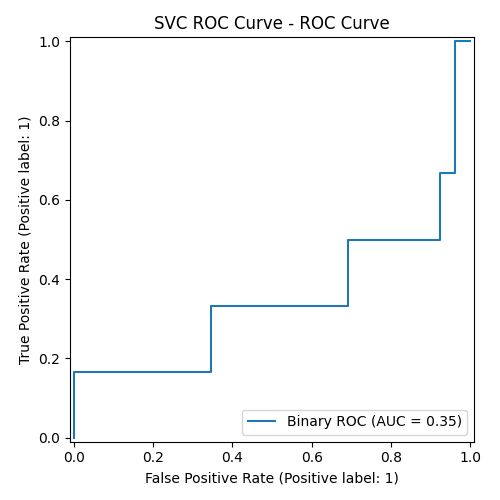 SVC ROC Curve - ROC Curve
True Positive Rate (Positive label: 1)
1.0
0.8
0.6
0.4
0.2
0.0
Binary ROC (AUC = 0.35)
0.0 0.2 0.4 0.6 0.8 1.0
False Positive Rate (Positive label: 1)